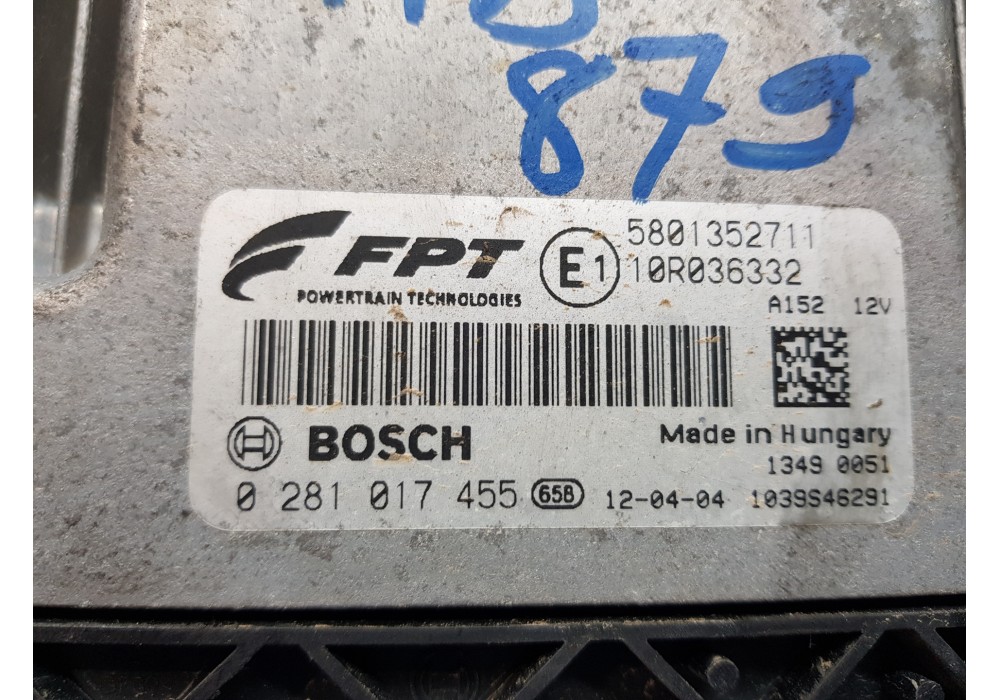 879
FPT
POWERTRAIN TECHNOLOGIES
E1
5801352711
10R036332
A152 12V
BOSCH
Made in Hungary
1349 0051
0 281 017 455 65B 12-04-04 1039S46291